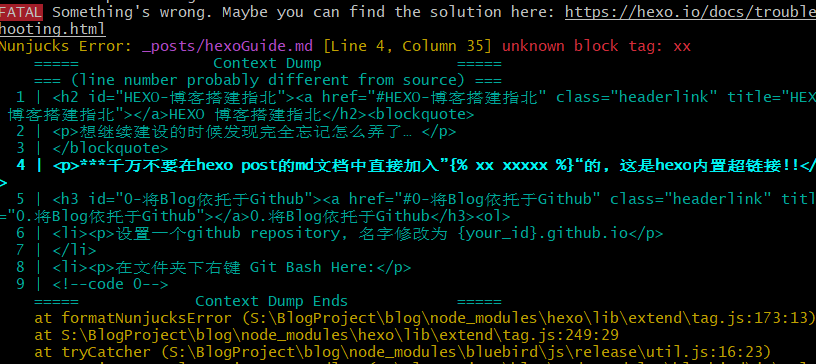 FATAL Something's wrong. Maybe you can find the solution here: https://hexo.io/docs/trouble
hooting.html
Nunjucks Error: _posts/hexoGuide.md [Line 4, Column 35] unknown block tag: xx
===== Context Dump =====
=== (line number probably different from source) ===
1 | <h2 id="HEXO-博客搭建指北"><a href="#HEXO-博客搭建指北" class="headerlink" title="HEX
博客搭建指北"></a>HEXO 博客搭建指北</h2><blockquote>
2 | <p>想继续建设的时候发现完全忘记怎么弄了… </p>
3 | </blockquote>
4 | <p>***千万不要在hexo post的md文档中直接加入”{% xx xxxxx %}“的，这是hexo内置超链接!!</
>
5 | <h3 id="0-将Blog依托于Github"><a href="#0-将Blog依托于Github" class="headerlink" titl
="0.将Blog依托于Github"></a>0.将Blog依托于Github</h3><ol>
6 | <li><p>设置一个github repository, 名字修改为 {your_id}.github.io</p>
7 | </li>
8 | <li><p>在文件夹下右键 Git Bash Here:</p>
9 | <!--code 0-->
===== Context Dump Ends =====
at formatNunjucksError (S:\BlogProject\blog\node_modules\hexo\lib\extend\tag.js:173:13)
at S:\BlogProject\blog\node_modules\hexo\lib\extend\tag.js:249:29
at tryCatcher (S:\BlogProject\blog\node_modules\bluebird\js\release\util.js:16:23)